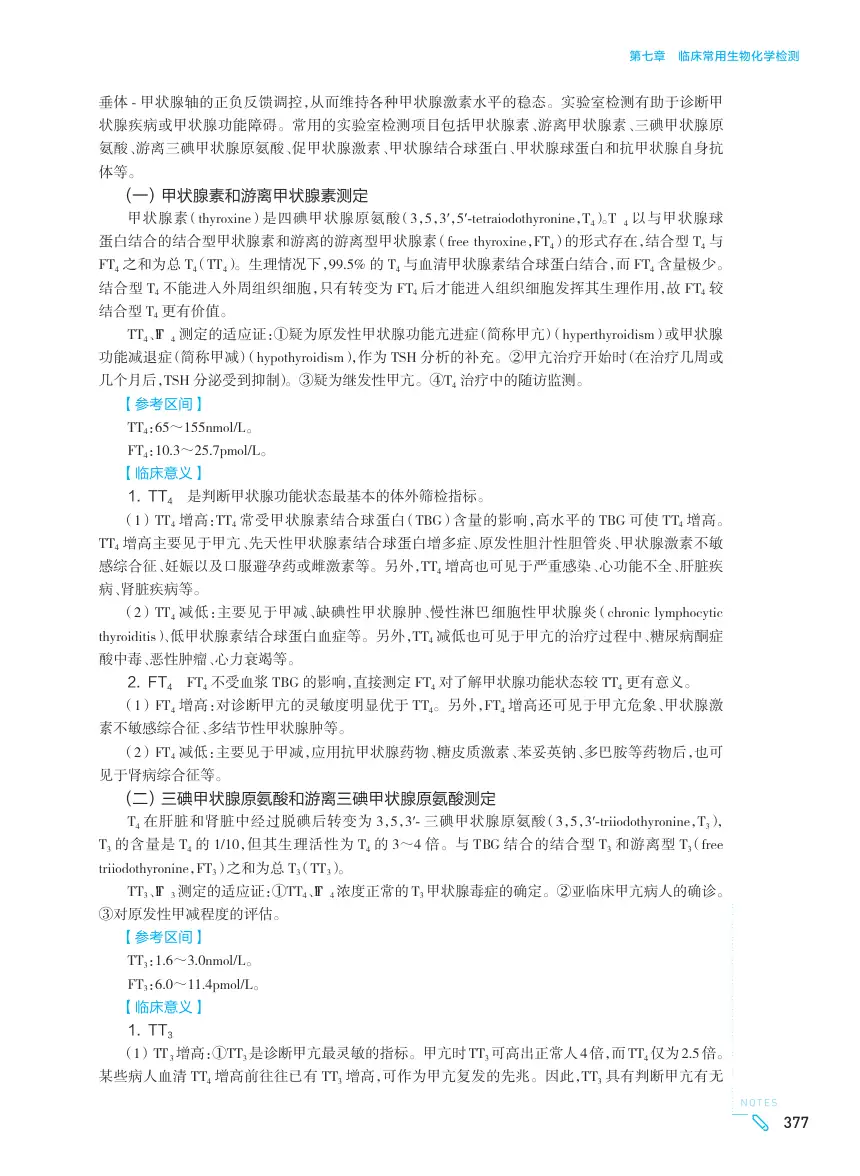 第七章 临床常用生物化学检测
垂体 - 甲状腺轴的正负反馈调控，从而维持各种甲状腺激素水平的稳态。实验室检测有助于诊断甲
状腺疾病或甲状腺功能障碍。常用的实验室检测项目包括甲状腺素、游离甲状腺素、三碘甲状腺原
氨酸、游离三碘甲状腺原氨酸、促甲状腺激素、甲状腺结合球蛋白、甲状腺球蛋白和抗甲状腺自身抗
体等。
（一）甲状腺素和游离甲状腺素测定
甲状腺素（thyroxine）是四碘甲状腺原氨酸（3,5,3′,5′-tetraiodothyronine,T₄）。T ₄ 以与甲状腺球
蛋白结合的结合型甲状腺素和游离的游离型甲状腺素（free thyroxine,FT₄）的形式存在，结合型 T₄ 与
FT₄ 之和为总 T₄（TT₄）。生理情况下，99.5% 的 T₄ 与血清甲状腺素结合球蛋白结合，而 FT₄ 含量极少。
结合型 T₄ 不能进入外周组织细胞，只有转变为 FT₄ 后才能进入组织细胞发挥其生理作用，故 FT₄ 较
结合型 T₄ 更有价值。
TT₄、FT ₄ 测定的适应证：①疑为原发性甲状腺功能亢进症（简称甲亢）（hyperthyroidism）或甲状腺
功能减退症（简称甲减）（hypothyroidism），作为 TSH 分析的补充。②甲亢治疗开始时（在治疗几周或
几个月后，TSH 分泌受到抑制）。③疑为继发性甲亢。④T₄ 治疗中的随访监测。
【参考区间】
TT₄：65～155nmol/L。
FT₄：10.3～25.7pmol/L。
【临床意义】
1. TT₄ 是判断甲状腺功能状态最基本的体外筛检指标。
（1）TT₄ 增高：TT₄ 常受甲状腺素结合球蛋白（TBG）含量的影响，高水平的 TBG 可使 TT₄ 增高。
TT₄ 增高主要见于甲亢、先天性甲状腺素结合球蛋白增多症、原发性胆汁性胆管炎、甲状腺激素不敏
感综合征、妊娠以及口服避孕药或雌激素等。另外，TT₄ 增高也可见于严重感染、心功能不全、肝脏疾
病、肾脏疾病等。
（2）TT₄ 减低：主要见于甲减、缺碘性甲状腺肿、慢性淋巴细胞性甲状腺炎（chronic lymphocytic
thyroiditis）、低甲状腺素结合球蛋白血症等。另外，TT₄ 减低也可见于甲亢的治疗过程中、糖尿病酮症
酸中毒、恶性肿瘤、心力衰竭等。
2. FT₄ FT₄ 不受血浆 TBG 的影响，直接测定 FT₄ 对了解甲状腺功能状态较 TT₄ 更有意义。
（1）FT₄ 增高：对诊断甲亢的灵敏度明显优于 TT₄。另外，FT₄ 增高还可见于甲亢危象、甲状腺激
素不敏感综合征、多结节性甲状腺肿等。
（2）FT₄ 减低：主要见于甲减，应用抗甲状腺药物、糖皮质激素、苯妥英钠、多巴胺等药物后，也可
见于肾病综合征等。
（二）三碘甲状腺原氨酸和游离三碘甲状腺原氨酸测定
T₄ 在肝脏和肾脏中经过脱碘后转变为 3,5,3′- 三碘甲状腺原氨酸（3,5,3′-triiodothyronine,T₃），
T₃ 的含量是 T₄ 的 1/10，但其生理活性为 T₄ 的 3～4 倍。与 TBG 结合的结合型 T₃ 和游离型 T₃（free
triiodothyronine,FT₃）之和为总 T₃（TT₃）。
TT₃、FT ₃ 测定的适应证：①TT₄、FT ₄ 浓度正常的 T₃ 甲状腺毒症的确定。②亚临床甲亢病人的确诊。
③对原发性甲减程度的评估。
【参考区间】
TT₃：1.6～3.0nmol/L。
FT₃：6.0～11.4pmol/L。
【临床意义】
1. TT₃
（1）TT₃ 增高：①TT₃ 是诊断甲亢最灵敏的指标。甲亢时 TT₃ 可高出正常人 4 倍，而 TT₄ 仅为 2.5 倍。
某些病人血清 TT₄ 增高前往往已有 TT₃ 增高，可作为甲亢复发的先兆。因此，TT₃ 具有判断甲亢有无
NOTES
377